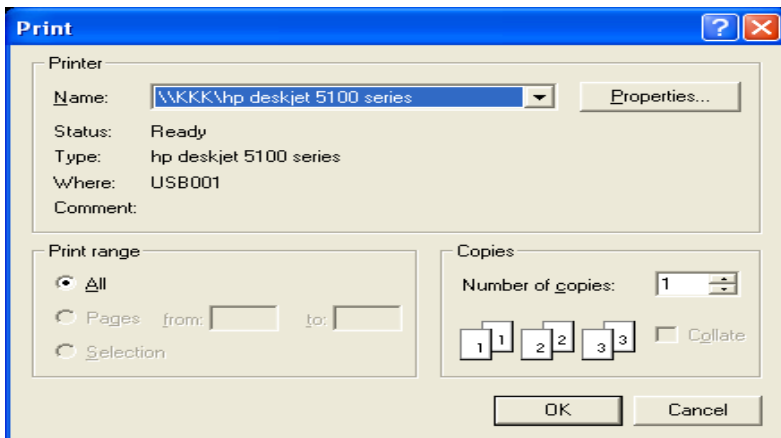 Print
Printer
Name: \\KKK\hp deskjet 5100 series Properties...
Status: Ready
Type: hp deskjet 5100 series
Where: USB001
Comment:
Print range
All
Pages from: to:
Selection
Copies
Number of copies: 1
1 1 2 2 3 3 Collate
OK Cancel